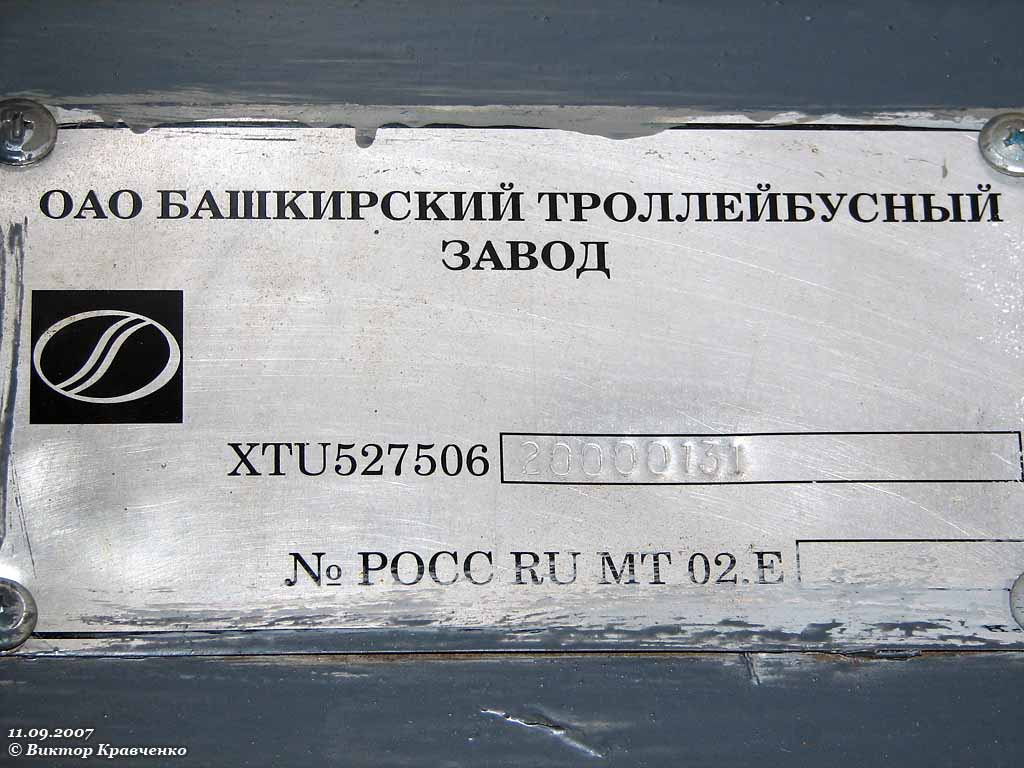 ОАО БАШКИРСКИЙ ТРОЛЛЕЙБУСНЫЙ
ЗАВОД
XTU527506 20000131
№ РОСС RU МТ 02.Е
11.09.2007
© Виктор Кравченко